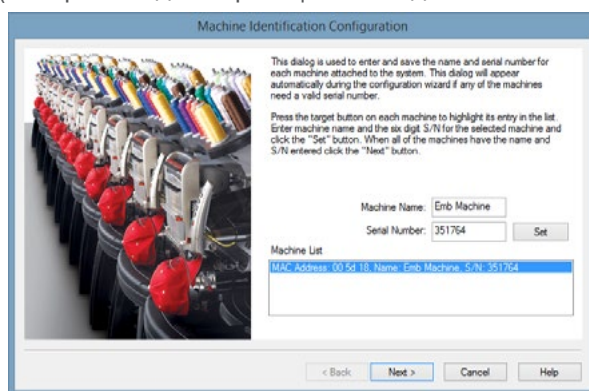 Machine Identification Configuration
This dialog is used to enter and save the name and serial number for
each machine attached to the system. This dialog will appear
automatically during the configuration wizard if any of the machines
need a valid serial number.
Press the target button on each machine to highlight its entry in the list.
Enter machine name and the six digit S/N for the selected machine and
click the "Set" button. When all of the machines have the name and
S/N entered click the "Next" button.
Machine Name: Emb Machine
Serial Number: 351764 Set
Machine List
MAC Address: 00 5d 18, Name: Emb Machine, S/N: 351764
< Back Next > Cancel Help